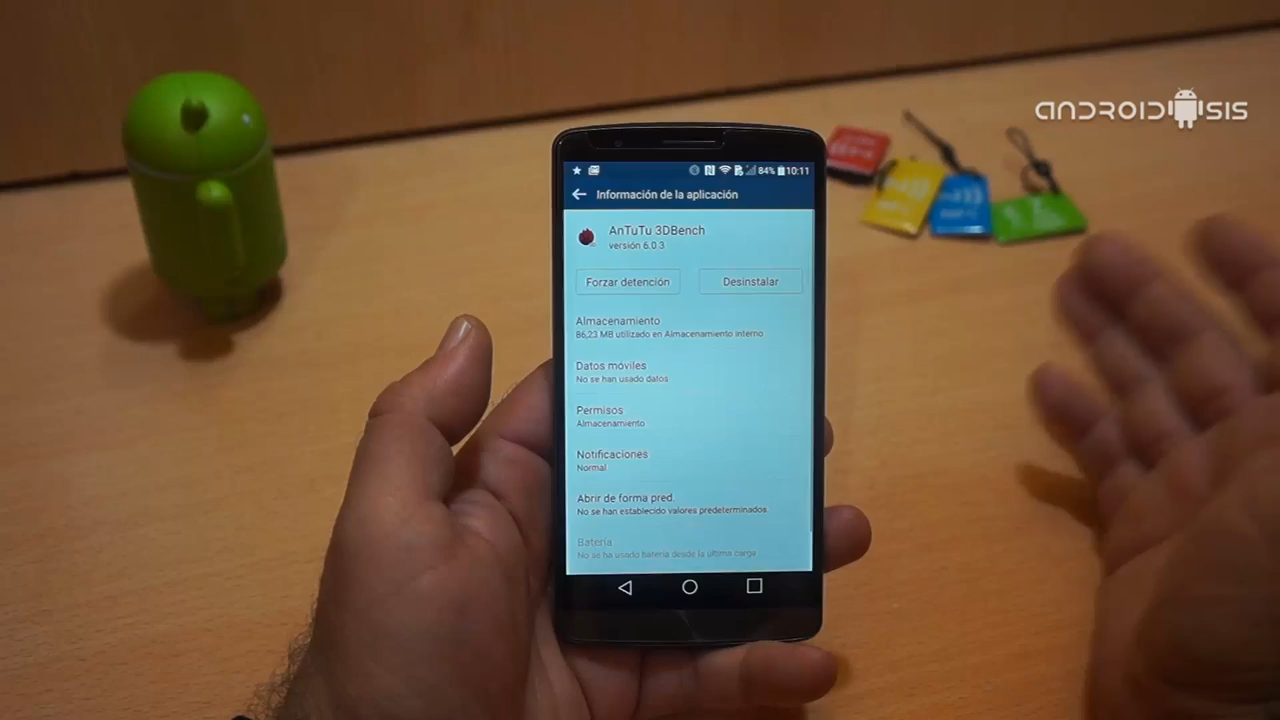 ANDROIDSIS
84% 10:11
Información de la aplicación
AnTuTu 3DBench
versión 6.0.3
Forzar detención
Desinstalar
Almacenamiento
86,23 MB utilizado en Almacenamiento interno
Datos móviles
No se han usado datos
Permisos
Almacenamiento
Notificaciones
Normal
Abrir de forma pred.
No se han establecido valores predeterminados.
Batería
No se ha usado batería desde la última carga